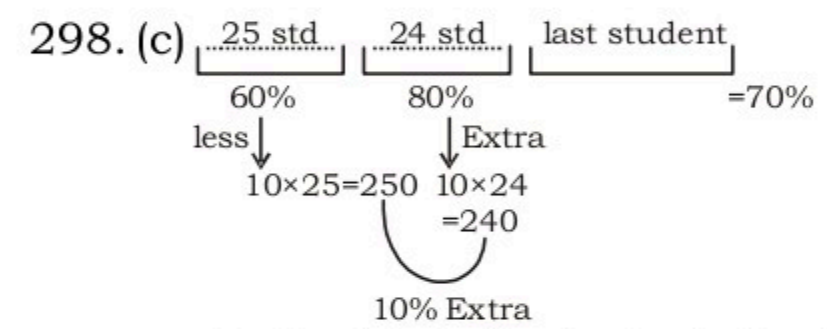 298. (c) 25 std 24 std last student
60% 80% =70%
less Extra
10×25=250 10×24
=240
10% Extra